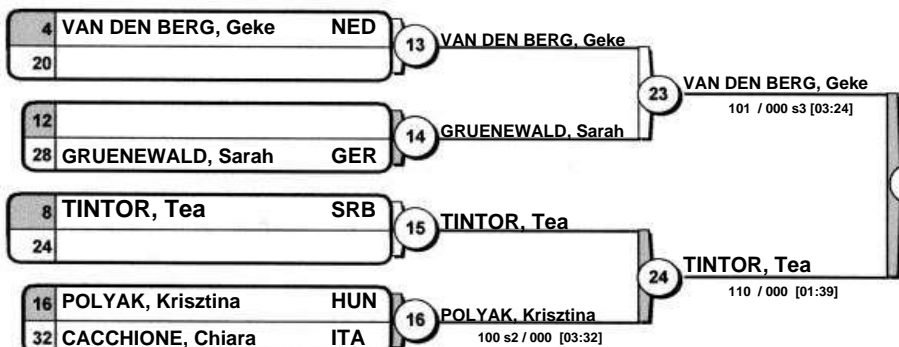 4 VAN DEN BERG, Geke NED
20
13 VAN DEN BERG, Geke
23 VAN DEN BERG, Geke
101 / 000 s3 [03:24]
12
28 GRUENEWALD, Sarah GER
14 GRUENEWALD, Sarah
8 TINTOR, Tea SRB
24
15 TINTOR, Tea
24 TINTOR, Tea
110 / 000 [01:39]
16 POLYAK, Krisztina HUN
32 CACCHIONE, Chiara ITA
16 POLYAK, Krisztina
100 s2 / 000 [03:32]